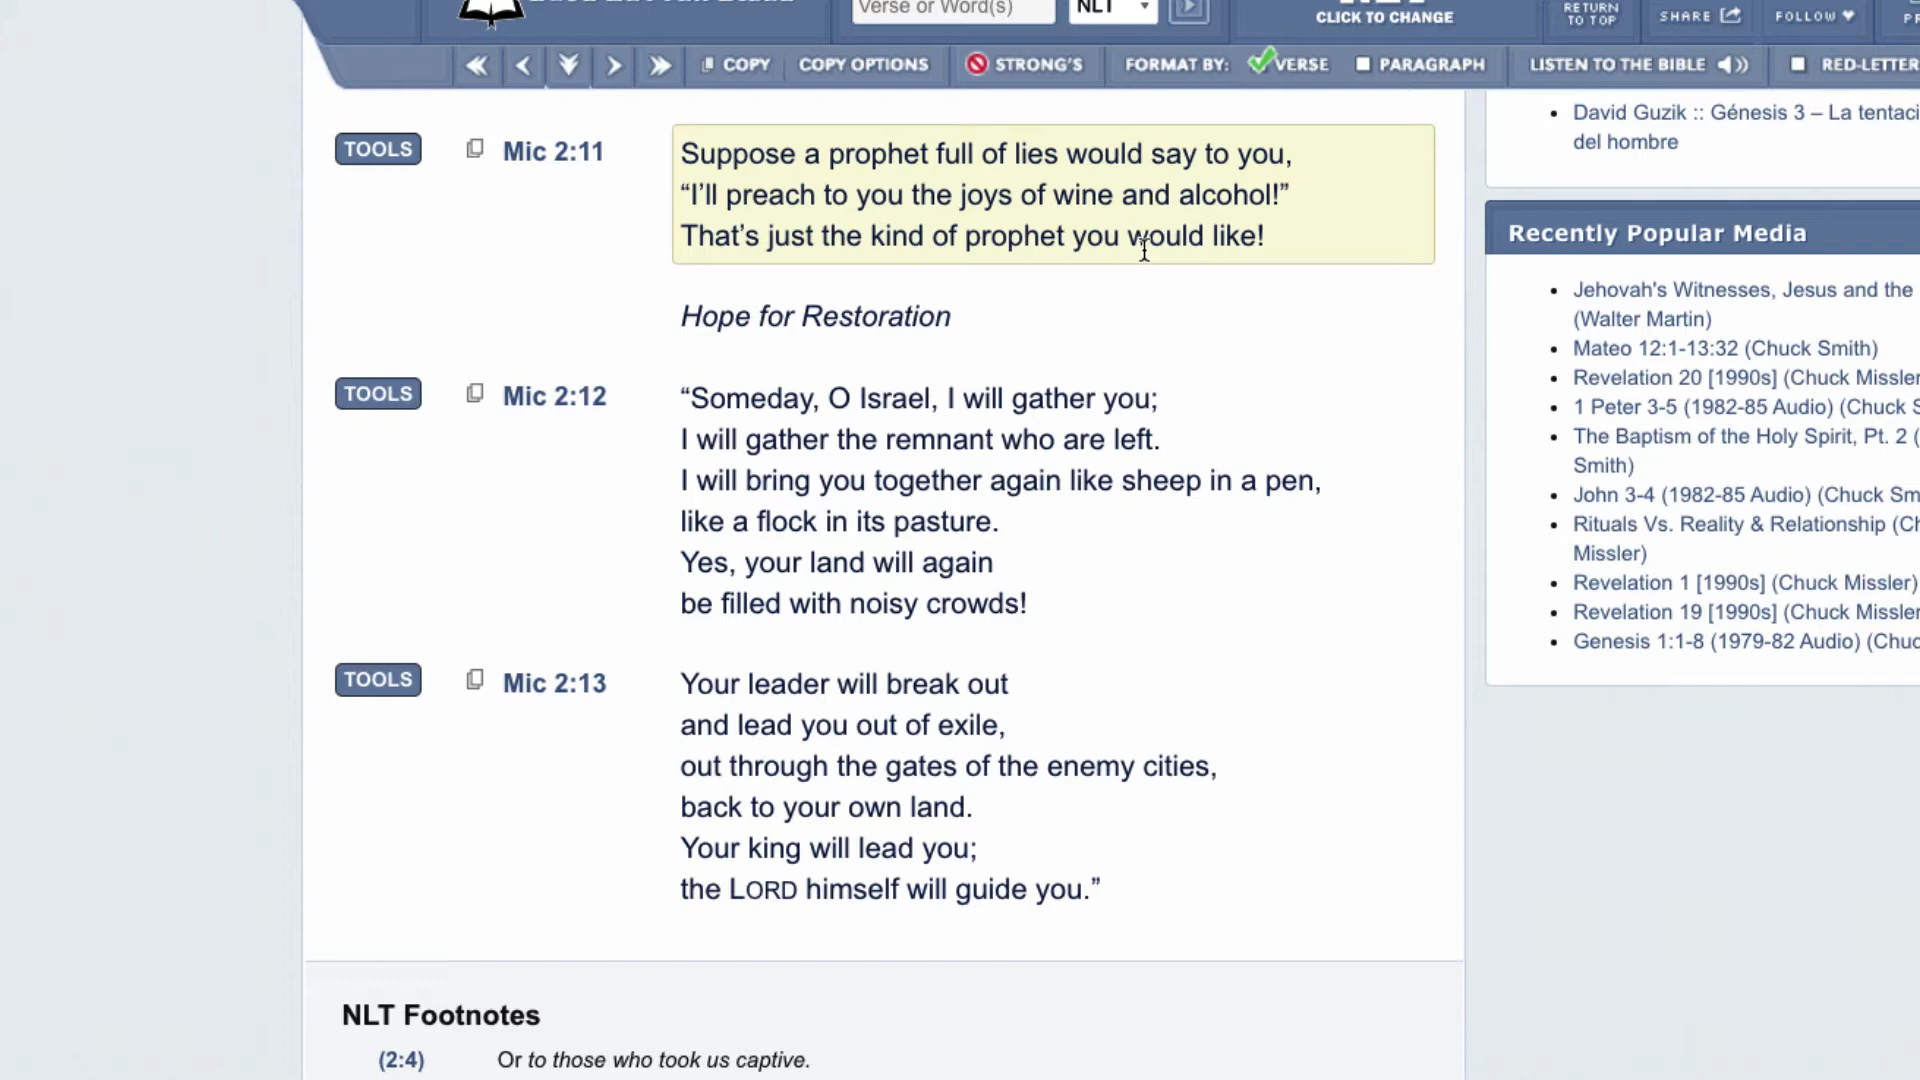 Verse or Word(s)
NLT
CLICK TO CHANGE
RETURN
TO TOP
SHARE
FOLLOW
COPY
COPY OPTIONS
STRONG'S
FORMAT BY:
VERSE
PARAGRAPH
LISTEN TO THE BIBLE
RED-LETTER
TOOLS
Mic 2:11
Suppose a prophet full of lies would say to you,
“I’ll preach to you the joys of wine and alcohol!”
That’s just the kind of prophet you would like!
Hope for Restoration
TOOLS
Mic 2:12
“Someday, O Israel, I will gather you;
I will gather the remnant who are left.
I will bring you together again like sheep in a pen,
like a flock in its pasture.
Yes, your land will again
be filled with noisy crowds!
TOOLS
Mic 2:13
Your leader will break out
and lead you out of exile,
out through the gates of the enemy cities,
back to your own land.
Your king will lead you;
the LORD himself will guide you.”
NLT Footnotes
(2:4)
Or to those who took us captive.
David Guzik :: Génesis 3 – La tentaci
del hombre
Recently Popular Media
Jehovah's Witnesses, Jesus and the
(Walter Martin)
Mateo 12:1-13:32 (Chuck Smith)
Revelation 20 [1990s] (Chuck Missler
1 Peter 3-5 (1982-85 Audio) (Chuck S
The Baptism of the Holy Spirit, Pt. 2 (
Smith)
John 3-4 (1982-85 Audio) (Chuck Sm
Rituals Vs. Reality & Relationship (Ch
Missler)
Revelation 1 [1990s] (Chuck Missler)
Revelation 19 [1990s] (Chuck Missler
Genesis 1:1-8 (1979-82 Audio) (Chuc